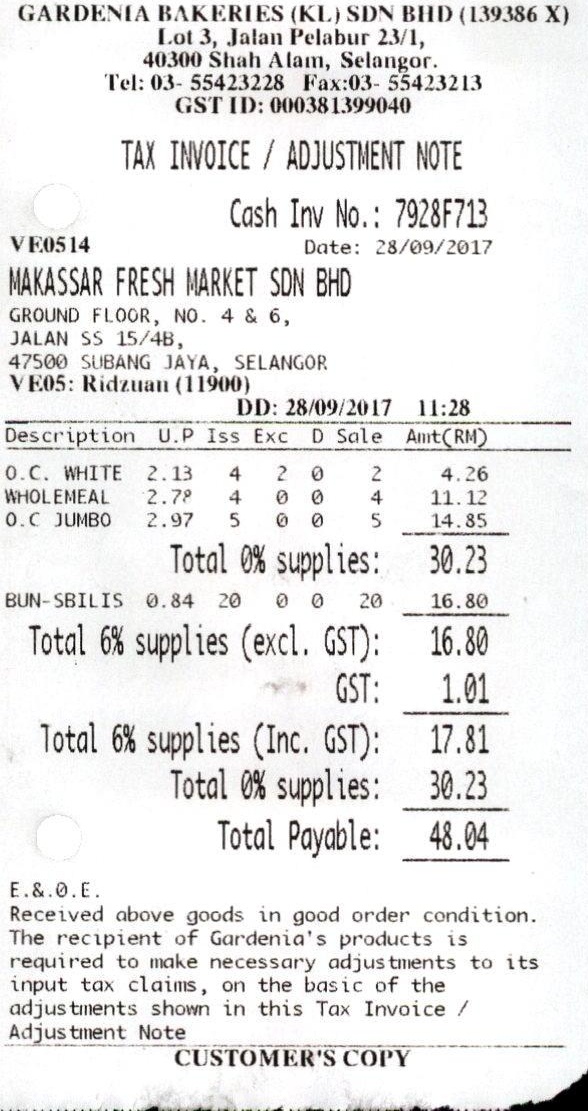 GARDENIA BAKERIES (KL) SDN BHD (139386 X)
Lot 3, Jalan Pelabur 23/1,
40300 Shah Alam, Selangor.
Tel: 03- 55423228 Fax:03- 55423213
GST ID: 000381399040
TAX INVOICE / ADJUSTMENT NOTE
Cash Inv No.: 7928F713
VE0514 Date: 28/09/2017
MAKASSAR FRESH MARKET SDN BHD
GROUND FLOOR, NO. 4 & 6,
JALAN SS 15/4B,
47500 SUBANG JAYA, SELANGOR
VE05: Ridzuan (11900)
DD: 28/09/2017 11:28
Description U.P Iss Exc D Sale Amt(RM)
O.C. WHITE 2.13 4 2 0 2 4.26
WHOLEMEAL 2.78 4 0 0 4 11.12
O.C JUMBO 2.97 5 0 0 5 14.85
Total 0% supplies: 30.23
BUN-SBILIS 0.84 20 0 0 20 16.80
Total 6% supplies (excl. GST): 16.80
GST: 1.01
Total 6% supplies (Inc. GST): 17.81
Total 0% supplies: 30.23
Total Payable: 48.04
E.&.O.E.
Received above goods in good order condition.
The recipient of Gardenia's products is
required to make necessary adjustments to its
input tax claims, on the basic of the
adjustments shown in this Tax Invoice /
Adjustment Note
CUSTOMER'S COPY